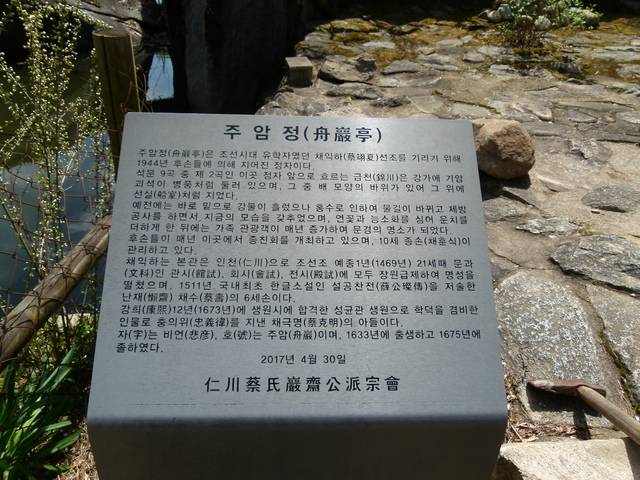 주암정(舟巖亭)
주암정(舟巖亭)은 조선시대 유학자였던 채익하(蔡翊夏)선조를 기리기 위해
1944년 후손들에 의해 지어진 정자이다.
석문 9곡 중 제 2곡인 이곳 정자 앞으로 흐르는 금천(錦川)은 강가에 기암
괴석이 병풍처럼 둘러 있으며, 그 중 배 모양의 바위가 있어 그 위에
선실(船室)처럼 지었다.
예전에는 바로 밑으로 강물이 흘렀으나 홍수로 인하여 물길이 바뀌고 제방
공사를 하면서, 지금의 모습을 갖추었으며, 연꽃과 능소화를 심어 운치를
더하게 한 뒤에는 가족 관광객이 매년 증가하여 문경의 명소가 되었다.
후손들이 매년 이곳에서 종친회를 개최하고 있으며, 10세 종손(채훈식)이
관리하고 있다.
채익하는 본관은 인천(仁川)으로 조선조 예종1년(1469년) 21세때 문과
(文科)인 관시(館試), 회시(會試), 전시(殿試)에 모두 장원급제하여 명성을
떨쳤으며, 1511년 국내최초 한글소설인 설공찬전(薛公瓚傳)을 저술한
난재(懶齋) 채수(蔡壽)의 6세손이다.
강희(康熙)12년(1673년)에 생원시에 합격한 성균관 생원으로 학덕을 겸비한
인물로 충의위(忠義衛)를 지낸 채극명(蔡克明)의 아들이다.
자(字)는 비언(悲彦), 호(號)는 주암(舟巖)이며, 1633년에 출생하고 1675년에
졸하였다.
2017년 4월 30일
仁川蔡氏巖齋公派宗會